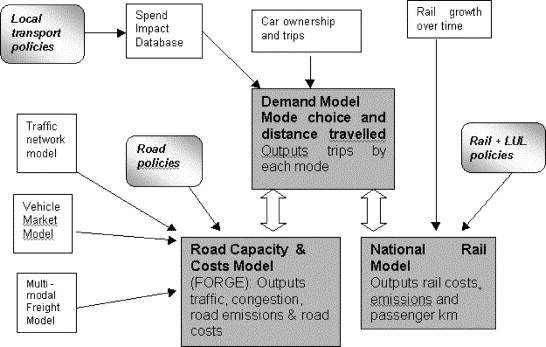 Local transport
policies
Spend
Impact
Database
Car ownership
and trips
Rail growth
over time
Demand Model
Mode choice and
distance travelled
Outputs trips by
each mode
Traffic
network
model
Road
policies
Rail + LUL
policies
Vehicle
Market
Model
Multi-
modal
Freight
Model
Road Capacity &
Costs Model
(FORGE): Outputs
traffic, congestion,
road emissions & road
costs
National Rail
Model
Outputs rail costs,
emissions and
passenger km